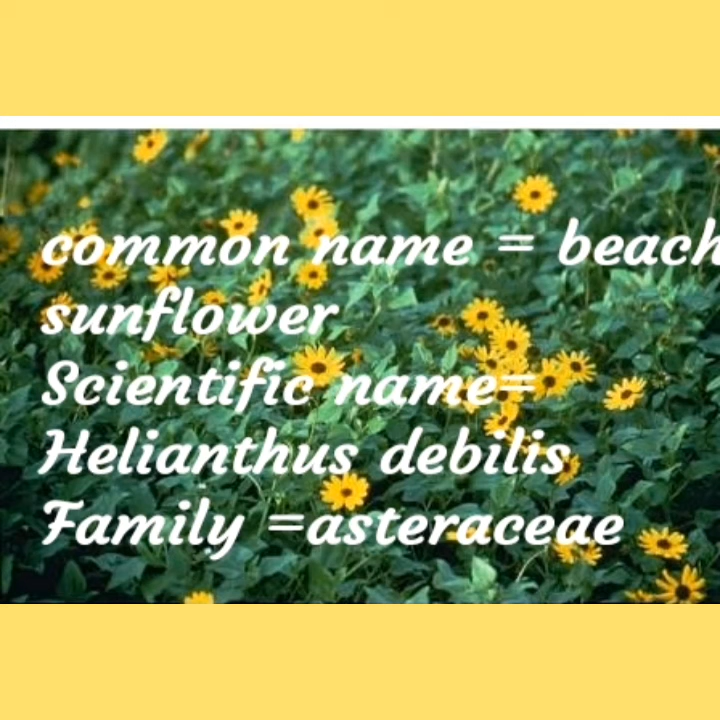 common name = beach
sunflower
Scientific name=
Helianthus debilis
Family =asteraceae